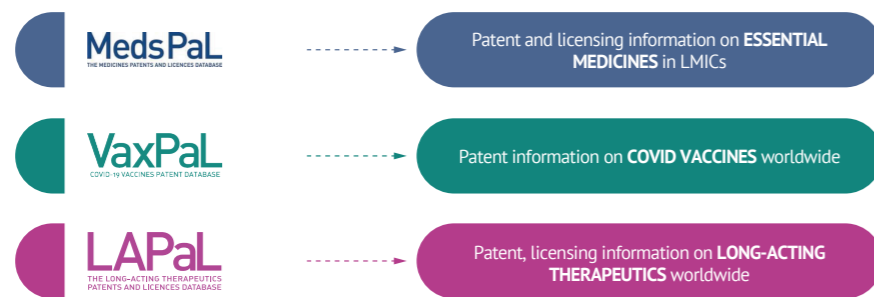 MedsPaL
THE MEDICINES PATENTS AND LICENCES DATABASE
Patent and licensing information on ESSENTIAL
MEDICINES in LMICs
VaxPaL
COVID-19 VACCINES PATENT DATABASE
Patent information on COVID VACCINES worldwide
LAPaL
THE LONG-ACTING THERAPEUTICS
PATENTS AND LICENCES DATABASE
Patent, licensing information on LONG-ACTING
THERAPEUTICS worldwide